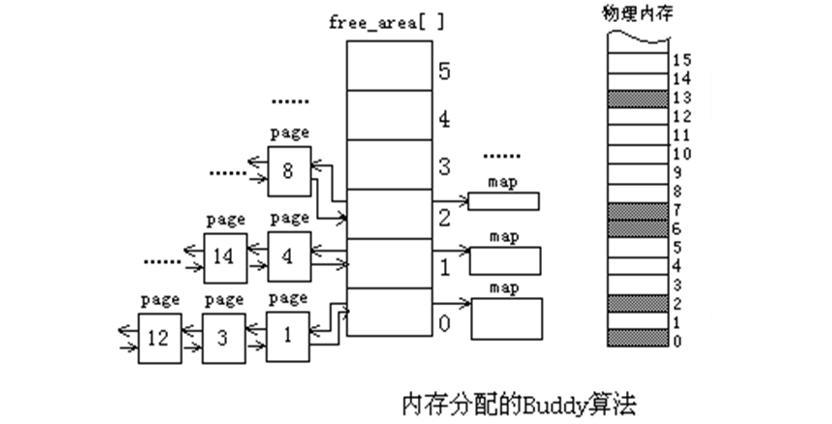 free_area[ ]
物理内存
5
4
3
2
1
0
……
page
8
……
page
14
page
4
……
page
12
page
3
page
1
……
map
map
map
15
14
13
12
11
10
9
8
7
6
5
4
3
2
1
0
内存分配的Buddy算法